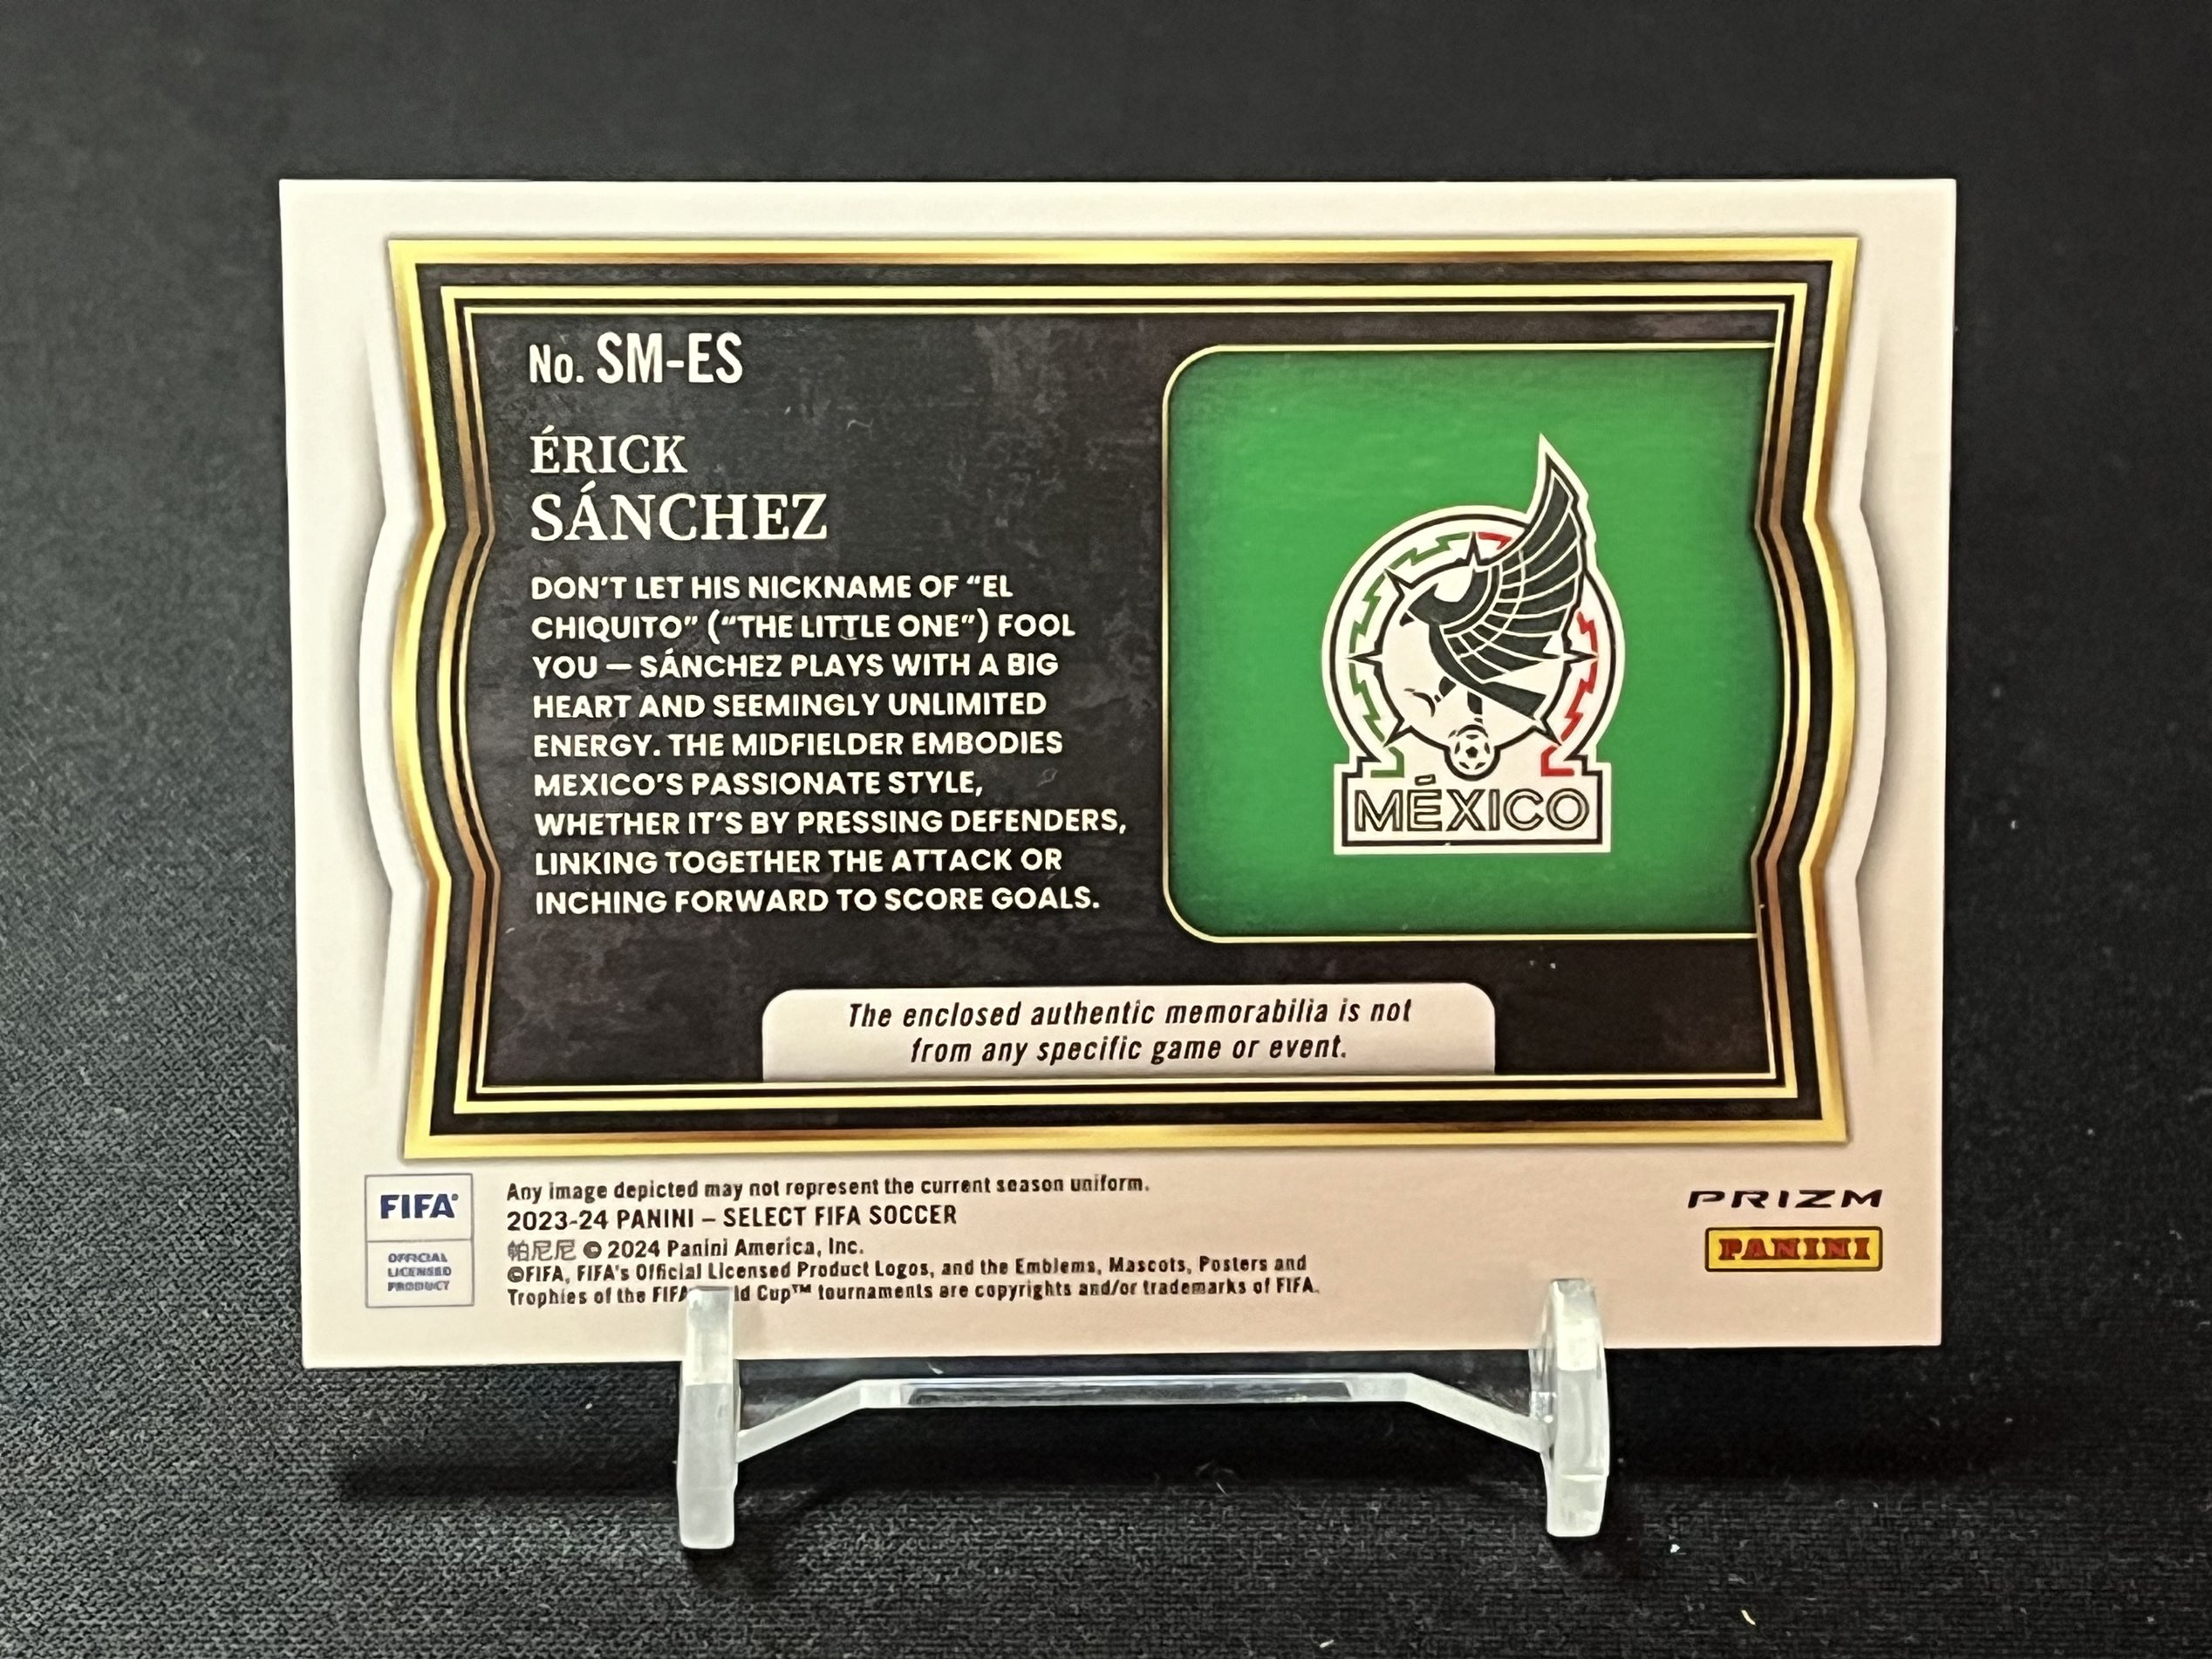 No. SM-ES
ÉRICK
SÁNCHEZ
DON'T LET HIS NICKNAME OF “EL
CHIQUITO” (“THE LITTLE ONE”) FOOL
YOU — SÁNCHEZ PLAYS WITH A BIG
HEART AND SEEMINGLY UNLIMITED
ENERGY. THE MIDFIELDER EMBODIES
MEXICO'S PASSIONATE STYLE,
WHETHER IT'S BY PRESSING DEFENDERS,
LINKING TOGETHER THE ATTACK OR
INCHING FORWARD TO SCORE GOALS.
MÉXICO
The enclosed authentic memorabilia is not
from any specific game or event.
FIFA®
OFFICIAL
LICENSED
PRODUCT
Any image depicted may not represent the current season uniform.
2023-24 PANINI – SELECT FIFA SOCCER
帕尼尼 © 2024 Panini America, Inc.
©FIFA, FIFA's Official Licensed Product Logos, and the Emblems, Mascots, Posters and
Trophies of the FIFA Cup™ tournaments are copyrights and/or trademarks of FIFA.
PRIZM
PANINI